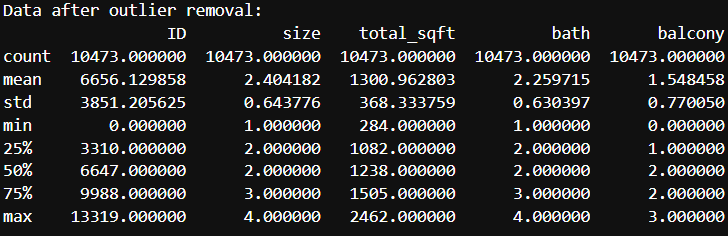 Data after outlier removal:
                 ID          size    total_sqft          bath       balcony
count  10473.000000  10473.000000  10473.000000  10473.000000  10473.000000
mean    6656.129858      2.404182   1300.962803      2.259715      1.548458
std     3851.205625      0.643776    368.333759      0.630397      0.770050
min        0.000000      1.000000    284.000000      1.000000      0.000000
25%     3310.000000      2.000000   1082.000000      2.000000      1.000000
50%     6647.000000      2.000000   1238.000000      2.000000      2.000000
75%     9988.000000      3.000000   1505.000000      3.000000      2.000000
max    13319.000000      4.000000   2462.000000      4.000000      3.000000